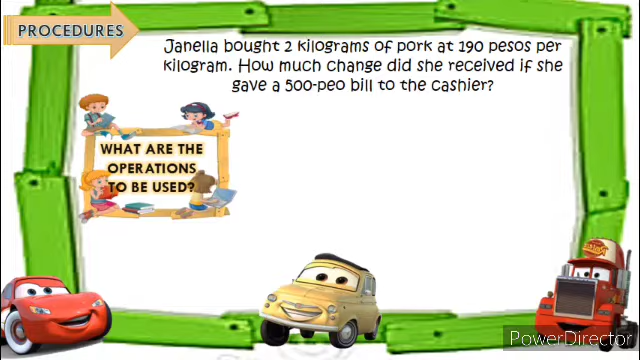 PROCEDURES
Janella bought 2 kilograms of pork at 190 pesos per
kilogram. How much change did she received if she
gave a 500-peo bill to the cashier?
WHAT ARE THE
OPERATIONS
TO BE USED?
PowerDirector